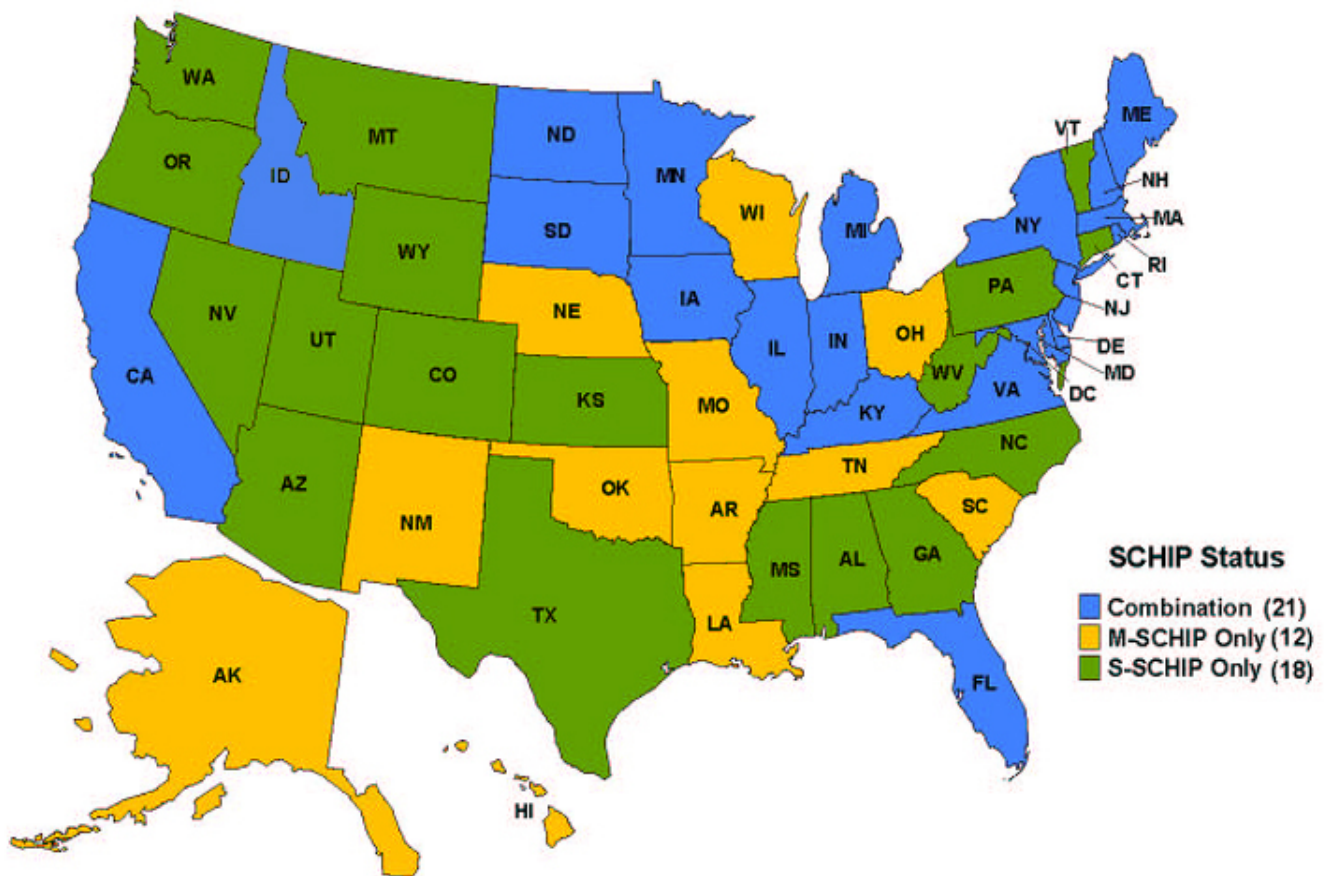 WA
MT
ND
MN
ME
VT
OR
ID
NH
WI
MI
NY
MA
SD
WY
RI
CT
IA
PA
NE
NJ
NV
UT
IL
IN
OH
DE
CA
CO
WV
MD
KS
VA
DC
MO
KY
NC
TN
AZ
OK
AR
SC
NM
GA
MS
AL
SCHIP Status
TX
LA
Combination (21)
M-SCHIP Only (12)
S-SCHIP Only (18)
AK
FL
HI